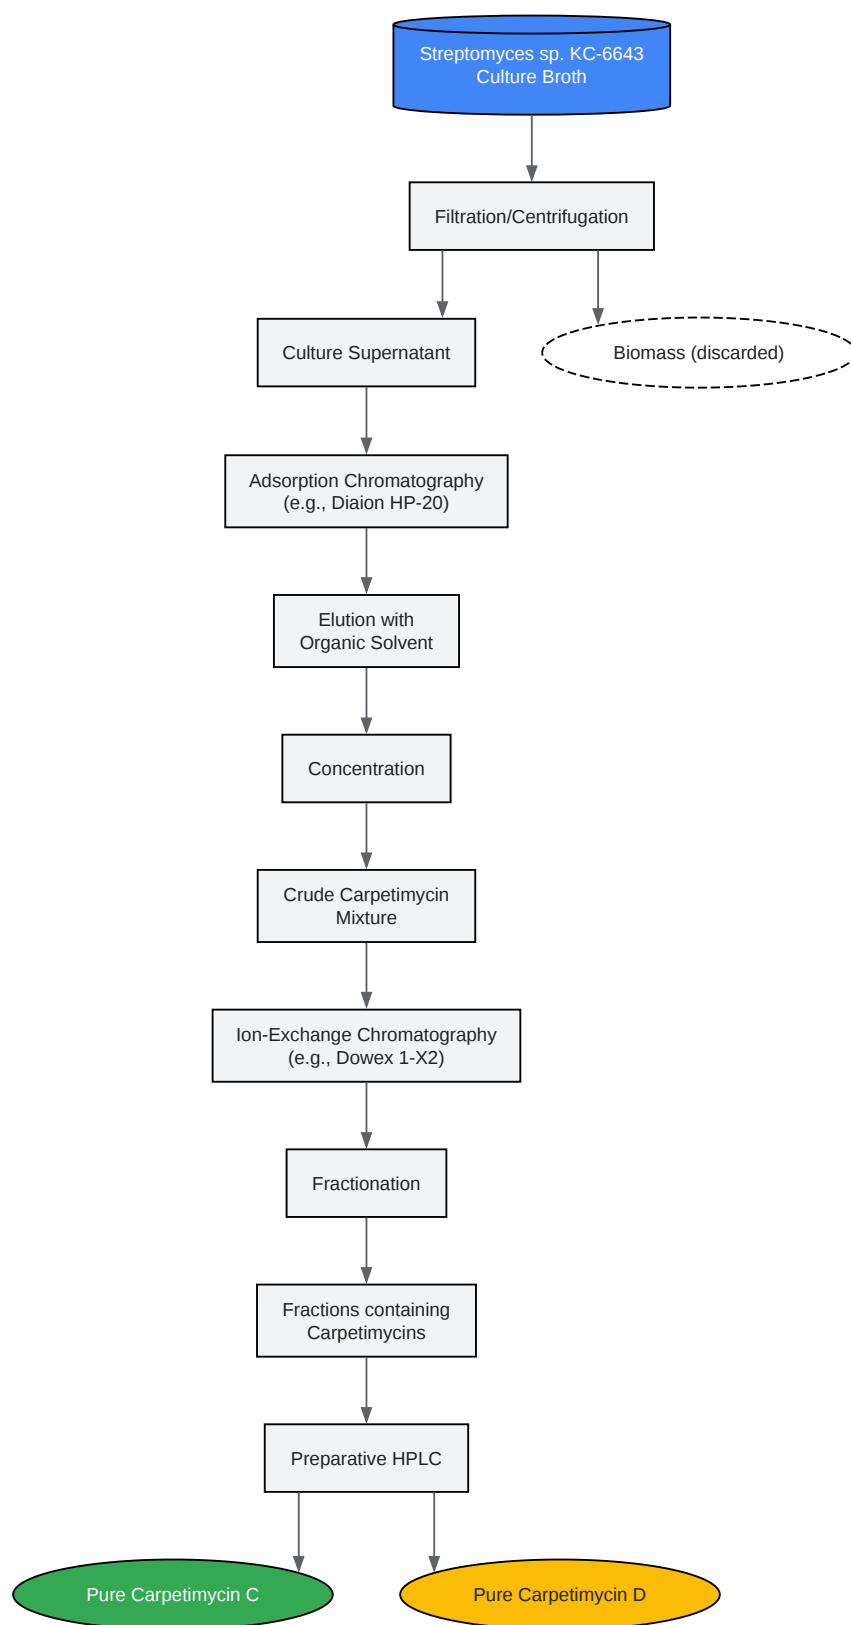 Streptomyces sp. KC-6643
Culture Broth
Filtration/Centrifugation
Culture Supernatant
Biomass (discarded)
Adsorption Chromatography
(e.g., Diaion HP-20)
Elution with
Organic Solvent
Concentration
Crude Carpetimycin
Mixture
Ion-Exchange Chromatography
(e.g., Dowex 1-X2)
Fractionation
Fractions containing
Carpetimycins
Preparative HPLC
Pure Carpetimycin C
Pure Carpetimycin D